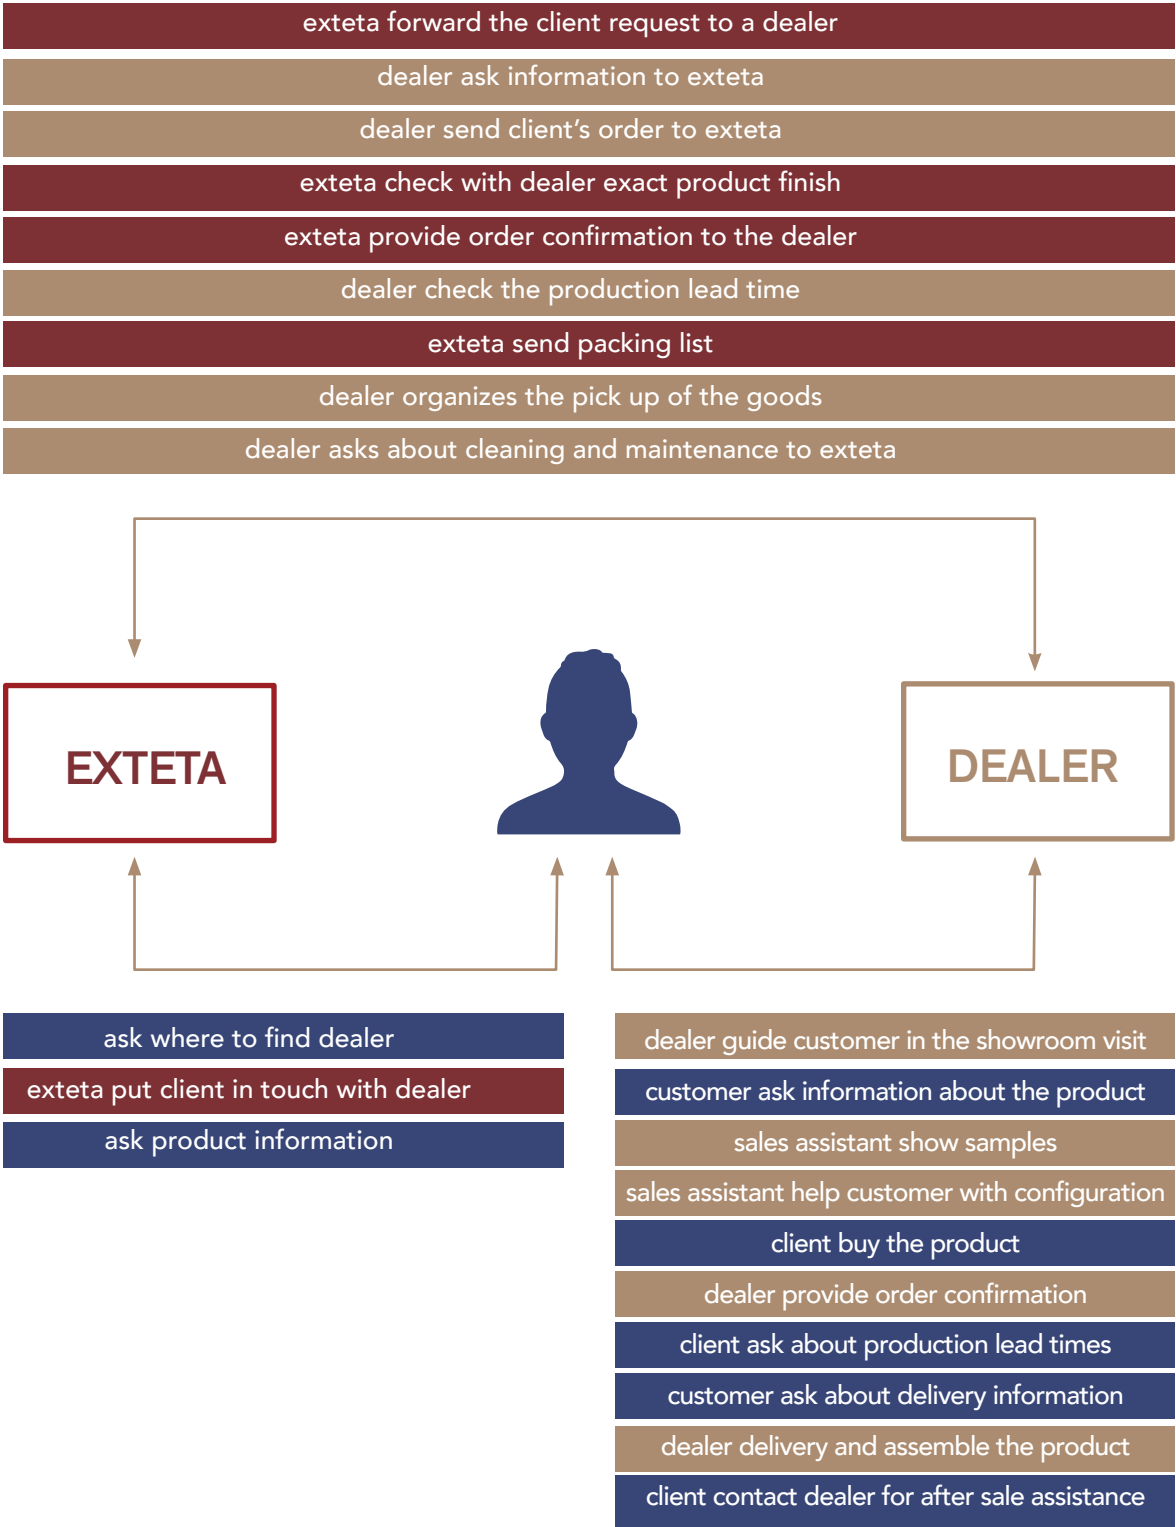 exteta forward the client request to a dealer
dealer ask information to exteta
dealer send client’s order to exteta
exteta check with dealer exact product finish
exteta provide order confirmation to the dealer
dealer check the production lead time
exteta send packing list
dealer organizes the pick up of the goods
dealer asks about cleaning and maintenance to exteta
EXTETA
DEALER
ask where to find dealer
exteta put client in touch with dealer
ask product information
dealer guide customer in the showroom visit
customer ask information about the product
sales assistant show samples
sales assistant help customer with configuration
client buy the product
dealer provide order confirmation
client ask about production lead times
customer ask about delivery information
dealer delivery and assemble the product
client contact dealer for after sale assistance